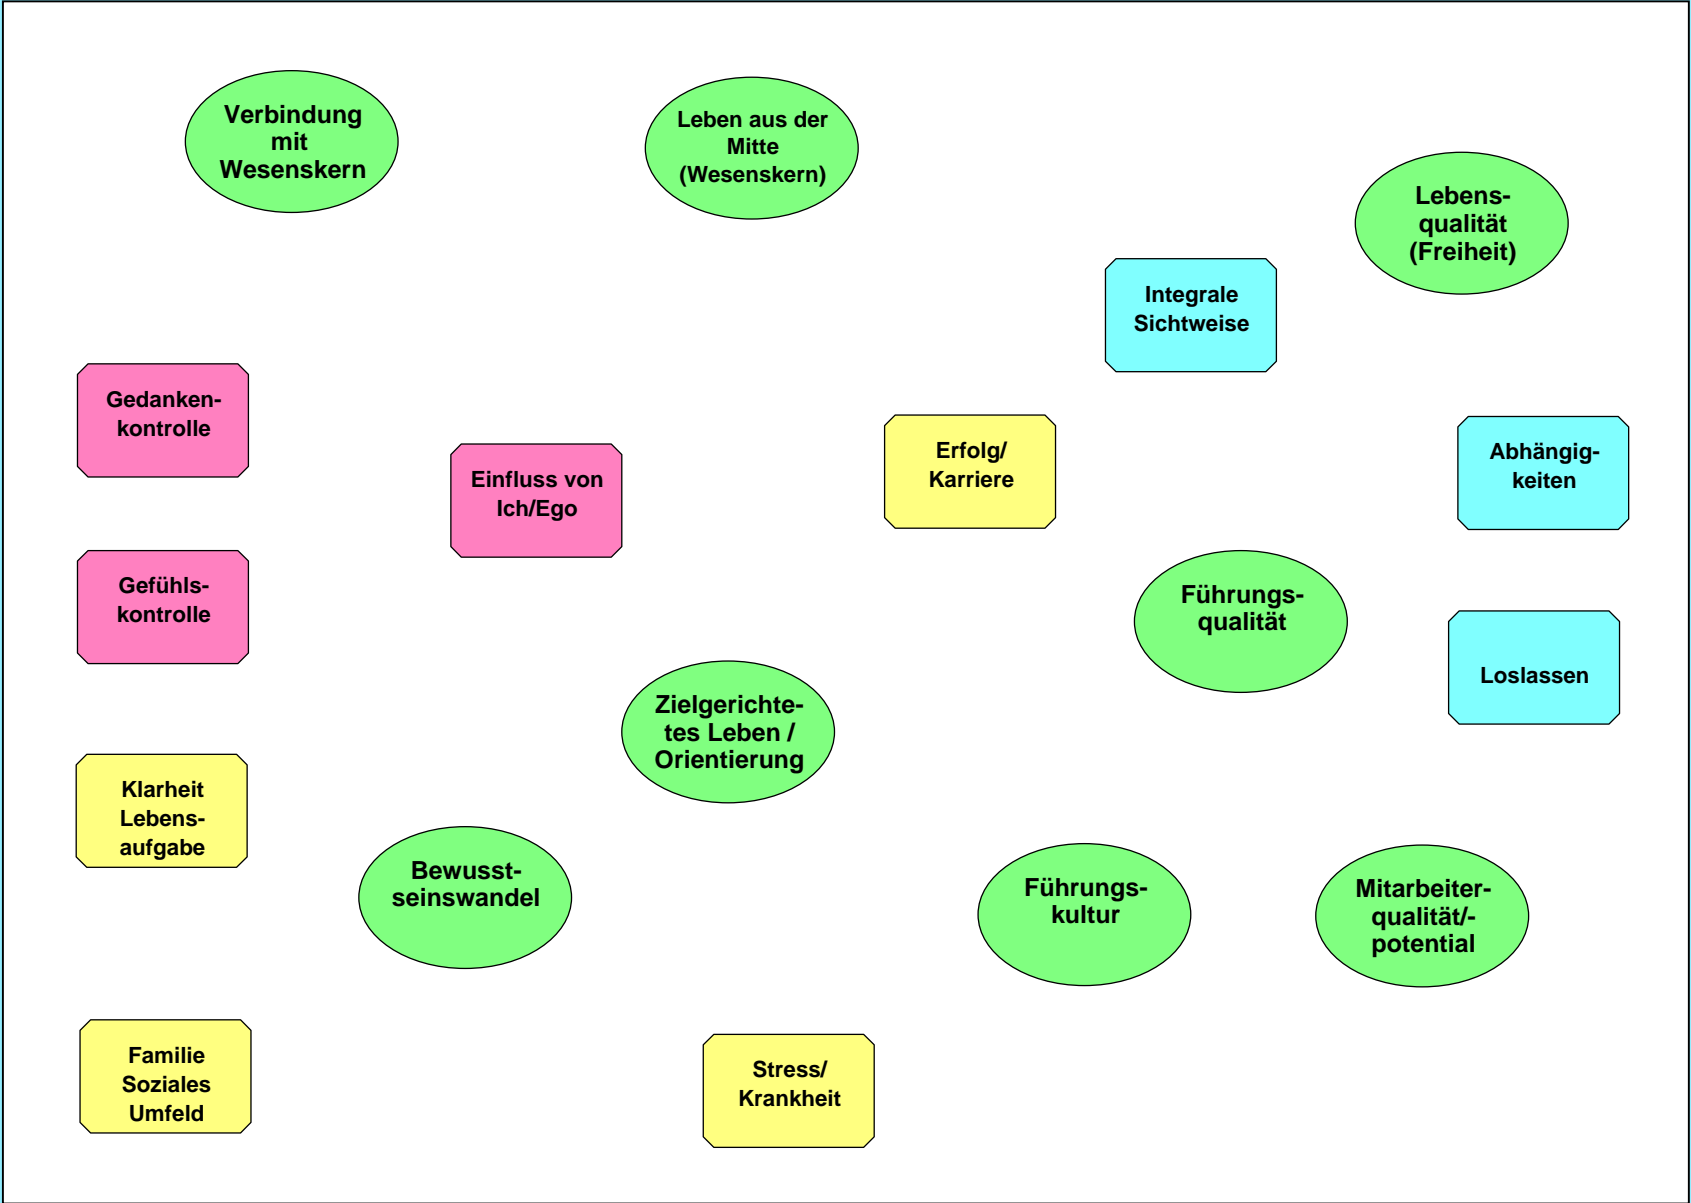 Verbindung
mit
Wesenskern
Leben aus der
Mitte
(Wesenskern)
Lebens-
qualität
(Freiheit)
Integrale
Sichtweise
Gedanken-
kontrolle
Einfluss von
Ich/Ego
Erfolg/
Karriere
Abhängig-
keiten
Gefühls-
kontrolle
Führungs-
qualität
Loslassen
Zielgerichte-
tes Leben /
Orientierung
Klarheit
Lebens-
aufgabe
Bewusst-
seinswandel
Führungs-
kultur
Mitarbeiter-
qualität/-
potential
Familie
Soziales
Umfeld
Stress/
Krankheit